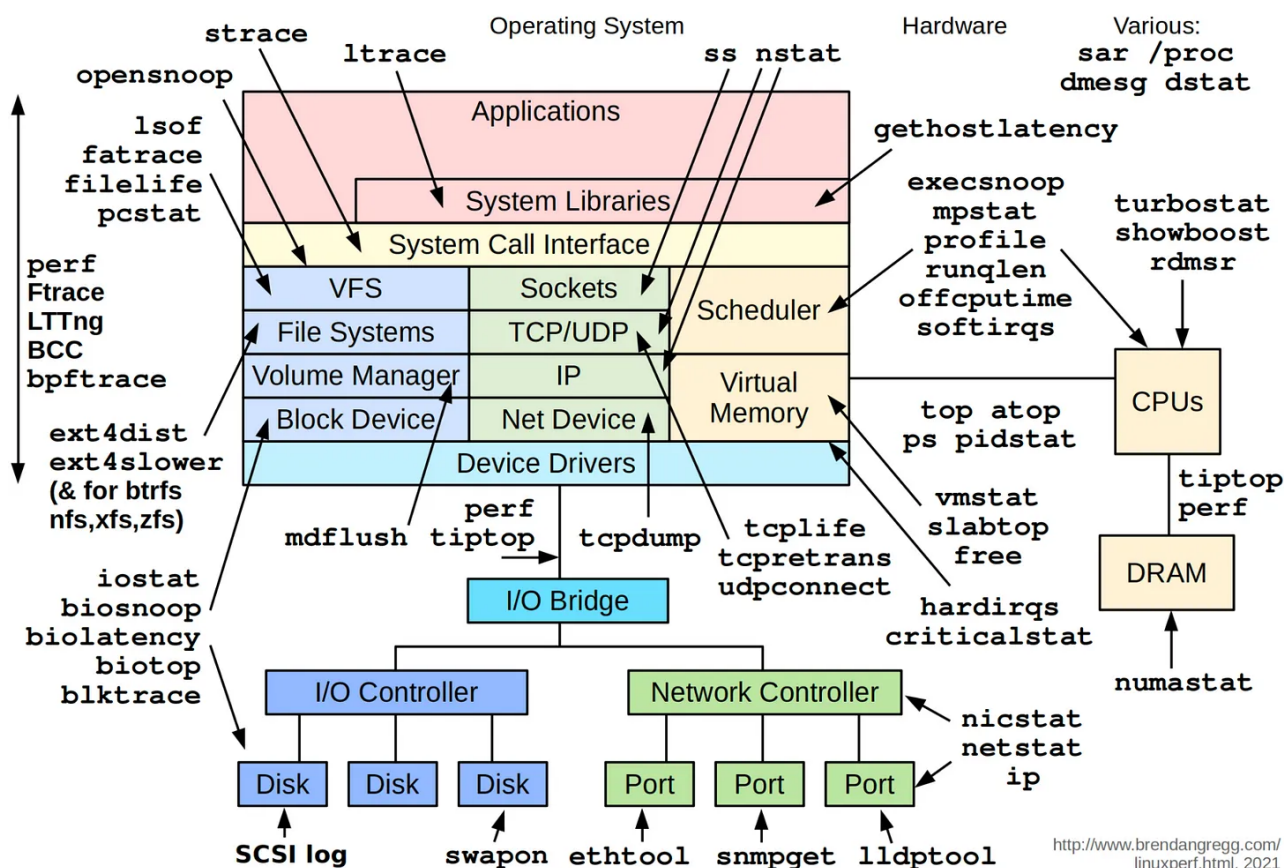 Operating System
Hardware
Various:
sar /proc
dmesg dstat
strace
ltrace
ss nstat
opensnoop
lsof
fatrace
filelife
pcstat
perf
Ftrace
LTTng
BCC
bpftrace
ext4dist
ext4slower
(& for btrfs
nfs,xfs,zfs)
Applications
System Libraries
System Call Interface
VFS
Sockets
Scheduler
File Systems
TCP/UDP
Volume Manager
IP
Virtual
Memory
Block Device
Net Device
Device Drivers
gethostlatency
execsnoop
mpstat
profile
runqlen
offcputime
softirqs
turbostat
showboost
rdmsr
CPUs
top atop
ps pidstat
tiptop
perf
vmstat
slabtop
free
DRAM
hardirqs
criticalstat
numastat
mdflush
perf
tiptop
tcpdump
tcplife
tcpretrans
udpconnect
iostat
biosnoop
biolatency
biotop
blktrace
I/O Bridge
I/O Controller
Network Controller
nicstat
netstat
ip
Disk
Disk
Disk
Port
Port
Port
SCSI log
swapon
ethtool
snmpget
lldptool
http://www.brendangregg.com/
linuxperf.html, 2021